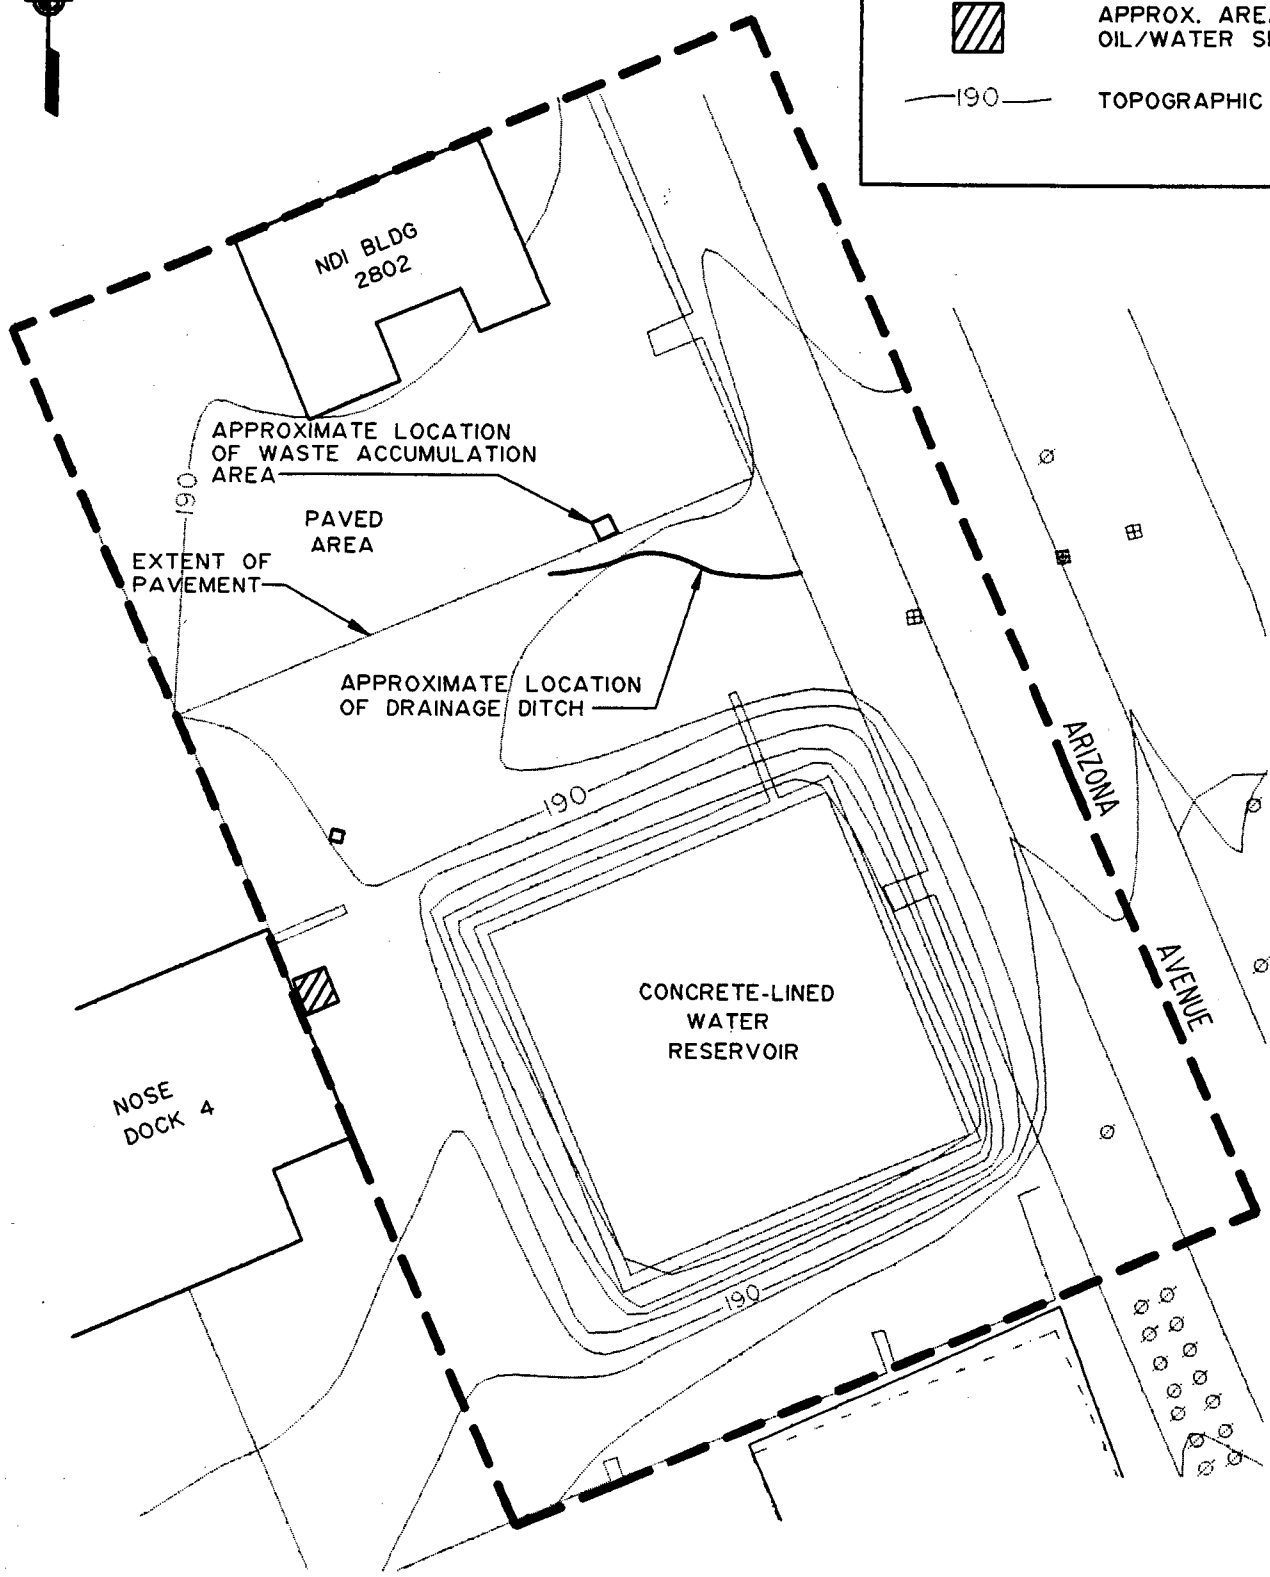 APPROX.
OIL/WATER
190
TOPOGRAPHIC
NDI BLDG
2802
APPROXIMATE LOCATION
OF WASTE ACCUMULATION
AREA
190
PAVED
AREA
EXTENT OF
PAVEMENT
APPROXIMATE LOCATION
OF DRAINAGE DITCH
ARIZONA
190
AVENUE
CONCRETE-LINED
WATER
RESERVOIR
NOSE
DOCK 4
190